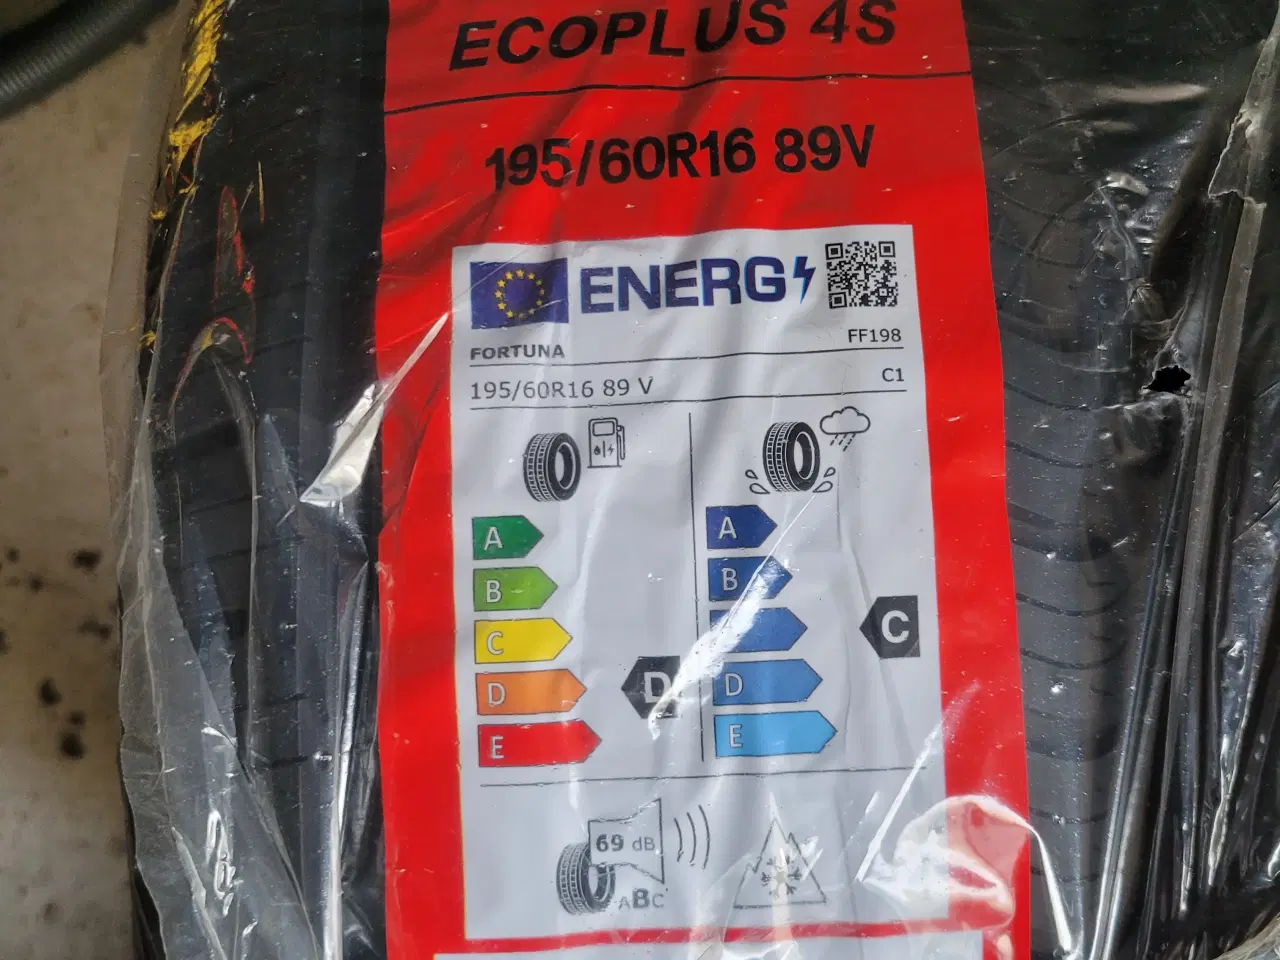 ECOPLUS 4S
195/60R16 89V
ENERG
FORTUNA
FF198
195/60R16 89 V
C1
A
B
C
D
E
D
A
B
D
E
C
69 dB
ABC